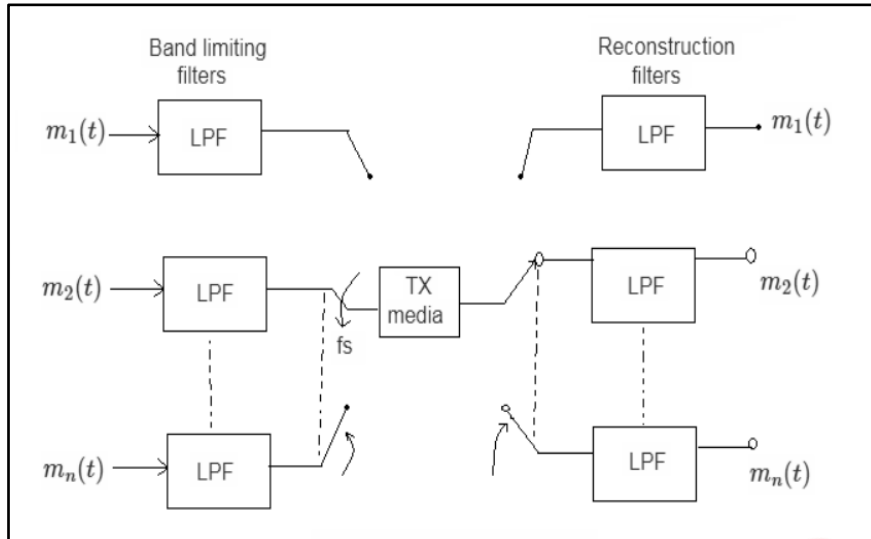 Band limiting
filters
Reconstruction
filters
m₁(t)
LPF
LPF
m₁(t)
m₂(t)
LPF
TX
media
LPF
m₂(t)
fs
mₙ(t)
LPF
LPF
mₙ(t)